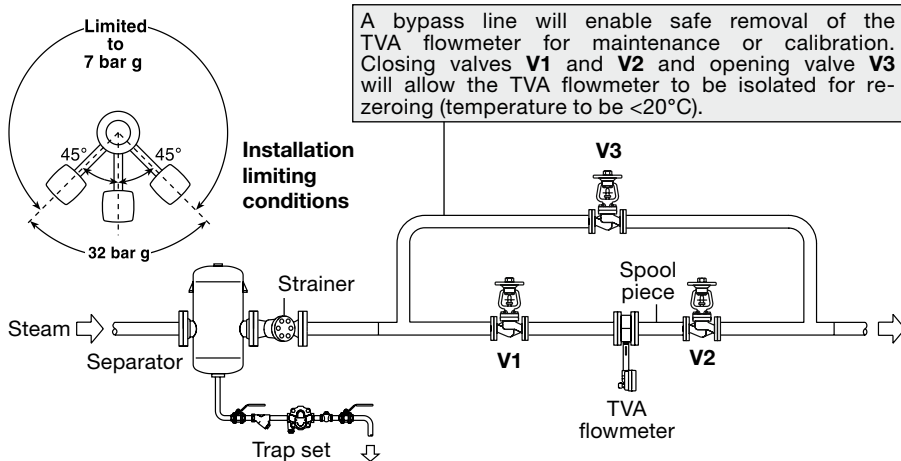 Limited
to
7 bar g
45°
45°
32 bar g
Installation
limiting
conditions
A bypass line will enable safe removal of the
TVA flowmeter for maintenance or calibration.
Closing valves V1 and V2 and opening valve V3
will allow the TVA flowmeter to be isolated for re-
zeroing (temperature to be <20°C).
V3
Strainer
Spool
piece
Steam
Separator
V1
V2
TVA
flowmeter
Trap set